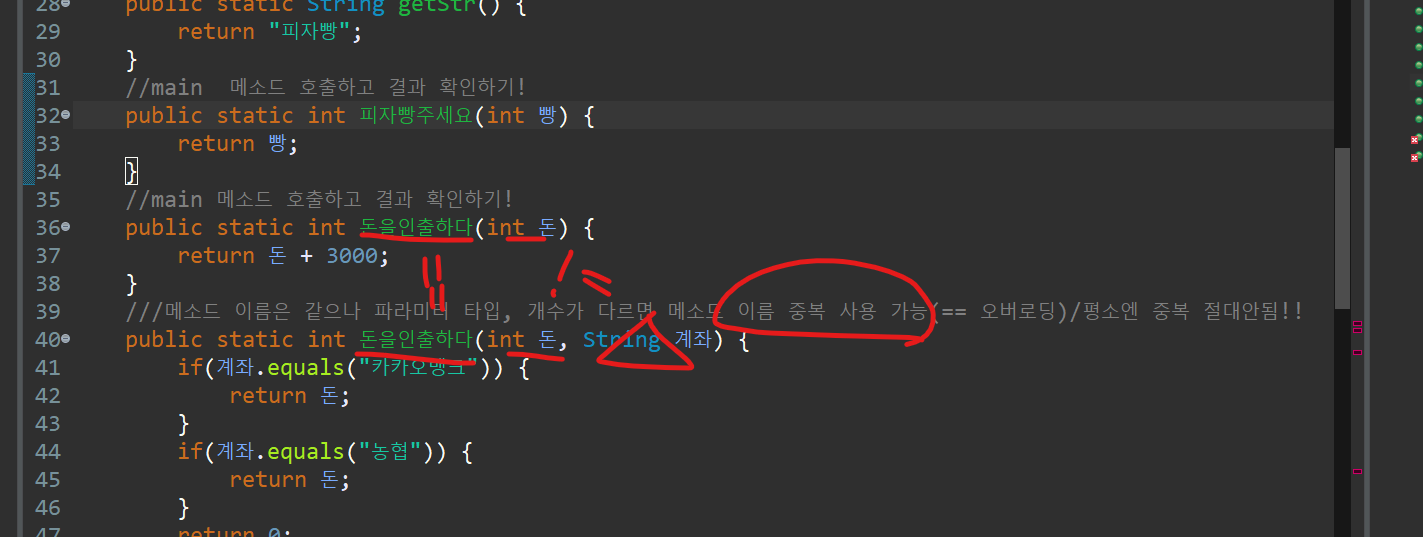 28 public static String getStr() {
29 return "피자빵";
30 }
31 //main 메소드 호출하고 결과 확인하기!
32 public static int 피자빵주세요(int 빵) {
33 return 빵;
34 }
35 //main 메소드 호출하고 결과 확인하기!
36 public static int 돈을인출하다(int 돈) {
37 return 돈 + 3000;
38 }
39 ///메소드 이름은 같으나 파라미터 타입, 개수가 다르면 메소드 이름 중복 사용 가능(== 오버로딩)/평소엔 중복 절대안됨!!
40 public static int 돈을인출하다(int 돈, String 계좌) {
41 if(계좌.equals("카카오뱅크")) {
42 return 돈;
43 }
44 if(계좌.equals("농협")) {
45 return 돈;
46 }
47 return 0;